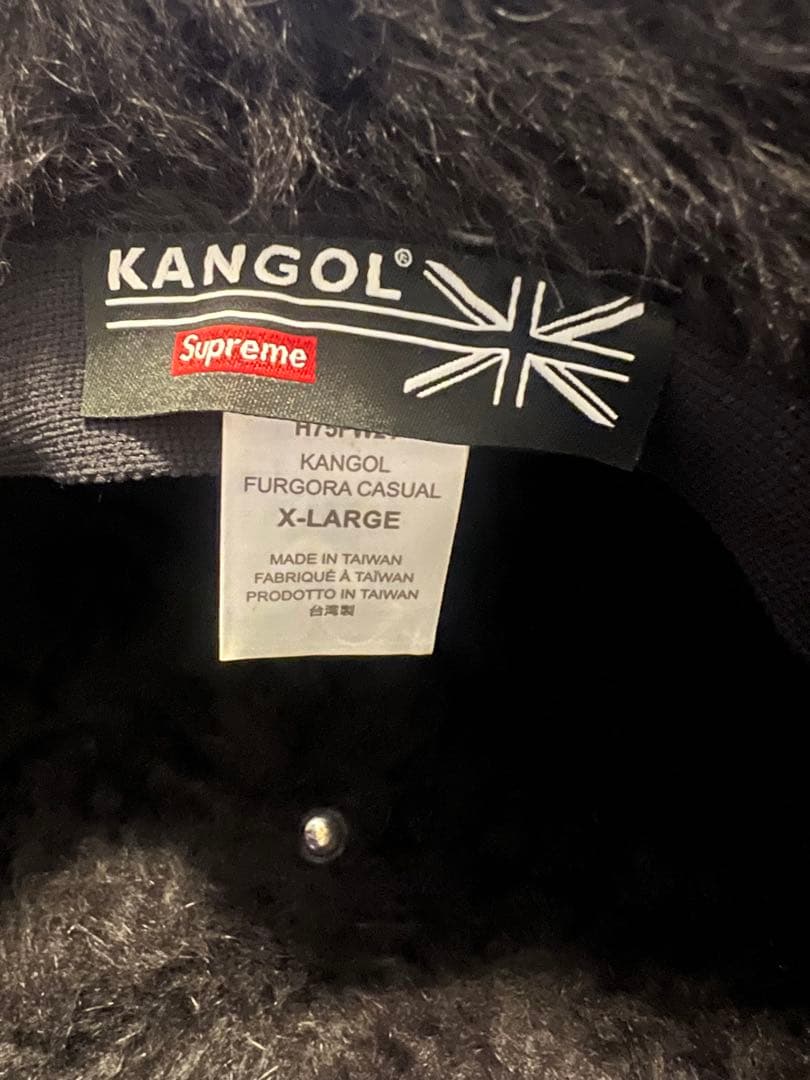 KANGOL®
Supreme
KANGOL
FURGORA CASUAL
X-LARGE
MADE IN TAIWAN
FABRIQUÉ À TAÏWAN
PRODOTTO IN TAIWAN
台灣製